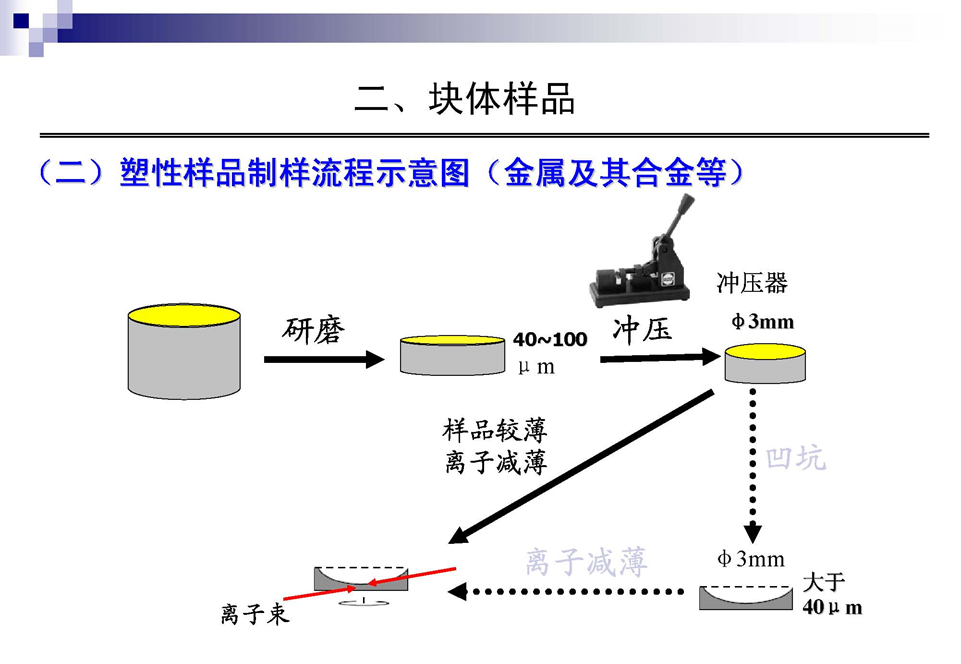 二、块体样品
（二）塑性样品制样流程示意图（金属及其合金等）
冲压器
研磨
40~100
μm
冲压
φ3mm
样品较薄
离子减薄
凹坑
离子减薄
φ3mm
大于
40μm
离子束